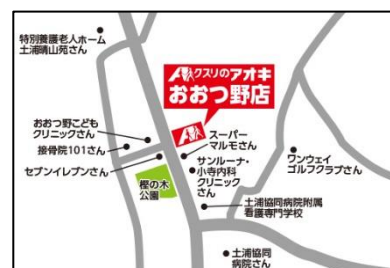 特別養護老人ホーム
土浦晴山苑さん
クスリのアオキ
おおつ野店
おおつ野こども
クリニックさん
接骨院101さん
セブンイレブンさん
樫の木
公園
スーパー
マルモさん
サンルーナ・
小寺内科
クリニック
さん
ワンウェイ
ゴルフクラブさん
土浦協同病院附属
看護専門学校
土浦協同
病院さん